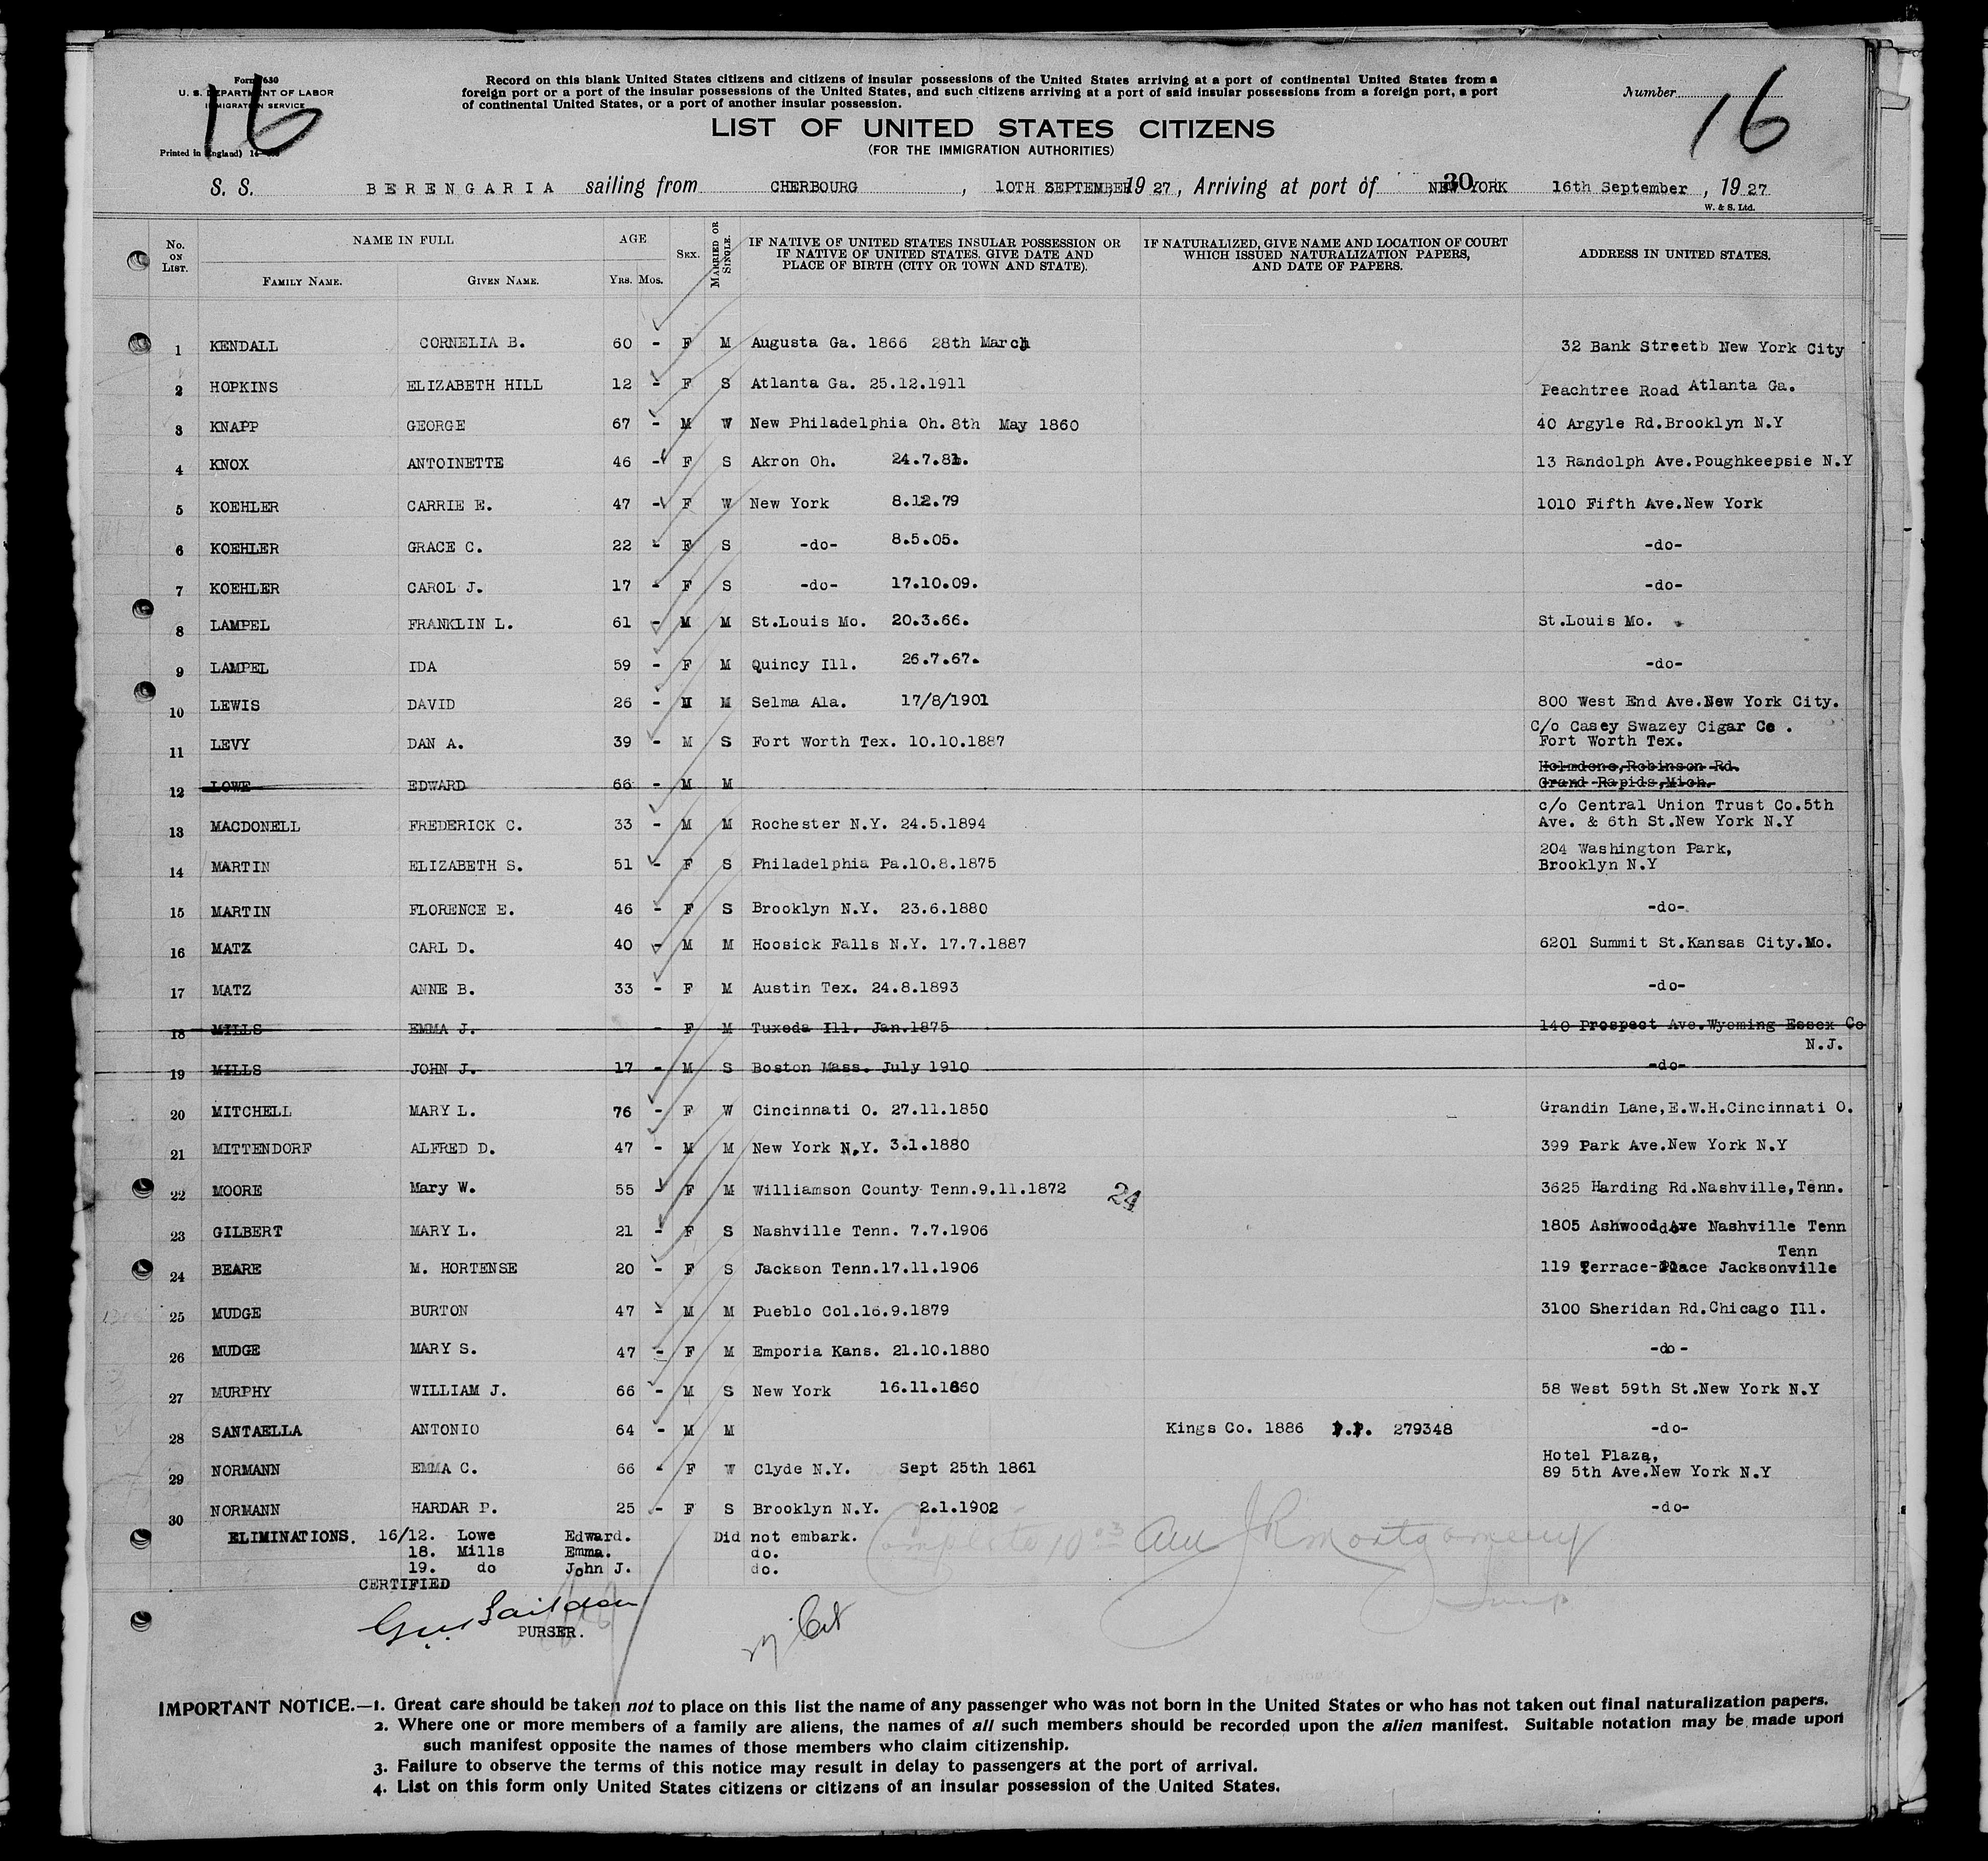 Form 630
U. S. DEPARTMENT OF LABOR
IMMIGRATION SERVICE
Printed in England)
16
Record on this blank United States citizens and citizens of insular possessions of the United States arriving at a port of continental United States from a
foreign port or a port of the insular possessions of the United States, and such citizens arriving at a port of said insular possessions from a foreign port, a port
of continental United States, or a port of another insular possession.
Number
16
LIST OF UNITED STATES CITIZENS
(FOR THE IMMIGRATION AUTHORITIES)
S. S. BERENGARIA sailing from CHERBOURG, 10TH SEPTEMBER, 19 27, Arriving at port of NEW YORK 30 16th September, 19 27
W. & S. Ltd.
No. ON LIST. NAME IN FULL AGE SEX. MARRIED OR SINGLE. IF NATIVE OF UNITED STATES INSULAR POSSESSION OR IF NATIVE OF UNITED STATES. GIVE DATE AND PLACE OF BIRTH (CITY OR TOWN AND STATE). IF NATURALIZED, GIVE NAME AND LOCATION OF COURT WHICH ISSUED NATURALIZATION PAPERS, AND DATE OF PAPERS. ADDRESS IN UNITED STATES.
FAMILY NAME. GIVEN NAME. YRS. MOS.
1 KENDALL CORNELIA B. 60 - F M Augusta Ga. 1866 28th March 32 Bank Streetb New York City
2 HOPKINS ELIZABETH HILL 12 - F S Atlanta Ga. 25.12.1911 Peachtree Road Atlanta Ga.
3 KNAPP GEORGE 67 - M W New Philadelphia Oh. 8th May 1860 40 Argyle Rd.Brooklyn N.Y
4 KNOX ANTOINETTE 46 - F S Akron Oh. 24.7.81. 13 Randolph Ave.Poughkeepsie N.Y
5 KOEHLER CARRIE E. 47 - F W New York 8.12.79 1010 Fifth Ave.New York
6 KOEHLER GRACE C. 22 - F S -do- 8.5.05. -do-
7 KOEHLER CAROL J. 17 - F S -do- 17.10.09. -do-
8 LAMPEL FRANKLIN L. 61 - M M St.Louis Mo. 20.3.66. St.Louis Mo.
9 LAMPEL IDA 59 - F M Quincy Ill. 26.7.67. -do-
10 LEWIS DAVID 26 - M M Selma Ala. 17/8/1901 800 West End Ave.New York City.
11 LEVY DAN A. 39 - M S Fort Worth Tex. 10.10.1887 C/o Casey Swazey Cigar Co .
Fort Worth Tex.
12 LOWE EDWARD 66 - M M Holmdene,Robinson Rd.
Grand Rapids,Mich.
13 MACDONELL FREDERICK C. 33 - M M Rochester N.Y. 24.5.1894 c/o Central Union Trust Co.5th
Ave. & 6th St.New York N.Y
14 MARTIN ELIZABETH S. 51 - F S Philadelphia Pa.10.8.1875 204 Washington Park,
Brooklyn N.Y
15 MARTIN FLORENCE E. 46 - F S Brooklyn N.Y. 23.6.1880 -do-
16 MATZ CARL D. 40 - M M Hoosick Falls N.Y. 17.7.1887 6201 Summit St.Kansas City.Mo.
17 MATZ ANNE B. 33 - F M Austin Tex. 24.8.1893 -do-
18 MILLS EMMA J. - F M Tuxeda Ill. Jan.1875 140 Prospect Ave.Wyoming Essex Co
N.J.
19 MILLS JOHN J. 17 - M S Boston Mass. July 1910 -do-
20 MITCHELL MARY L. 76 - F W Cincinnati O. 27.11.1850 Grandin Lane,E.W.H.Cincinnati O.
21 MITTENDORF ALFRED D. 47 - M M New York N.Y. 3.1.1880 399 Park Ave.New York N.Y
22 MOORE Mary W. 55 - F M Williamson County Tenn.9.11.1872 24 3625 Harding Rd.Nashville,Tenn.
23 GILBERT MARY L. 21 - F S Nashville Tenn. 7.7.1906 1805 Ashwood Ave Nashville Tenn
Tenn
24 BEARE M. HORTENSE 20 - F S Jackson Tenn.17.11.1906 119 Terrace-Place Jacksonville
25 MUDGE BURTON 47 - M M Pueblo Col.16.9.1879 3100 Sheridan Rd.Chicago Ill.
26 MUDGE MARY S. 47 - F M Emporia Kans. 21.10.1880 -do -
27 MURPHY WILLIAM J. 66 - M S New York 16.11.1860 58 West 59th St.New York N.Y
28 SANTAELLA ANTONIO 64 - M M Kings Co. 1886 P.P. 279348 -do-
29 NORMANN EMMA C. 66 - F W Clyde N.Y. Sept 25th 1861 Hotel Plaza,
89 5th Ave.New York N.Y
30 NORMANN HARDAR P. 25 - F S Brooklyn N.Y. 2.1.1902 -do-
ELIMINATIONS. 16/12. Lowe Edward. Did not embark.
18. Mills Emma. do.
19. do John J. do.
JR Montgomery
CERTIFIED
PURSER.
IMPORTANT NOTICE.—1. Great care should be taken not to place on this list the name of any passenger who was not born in the United States or who has not taken out final naturalization papers.
2. Where one or more members of a family are aliens, the names of all such members should be recorded upon the alien manifest. Suitable notation may be made upon
such manifest opposite the names of those members who claim citizenship.
3. Failure to observe the terms of this notice may result in delay to passengers at the port of arrival.
4. List on this form only United States citizens or citizens of an insular possession of the United States.